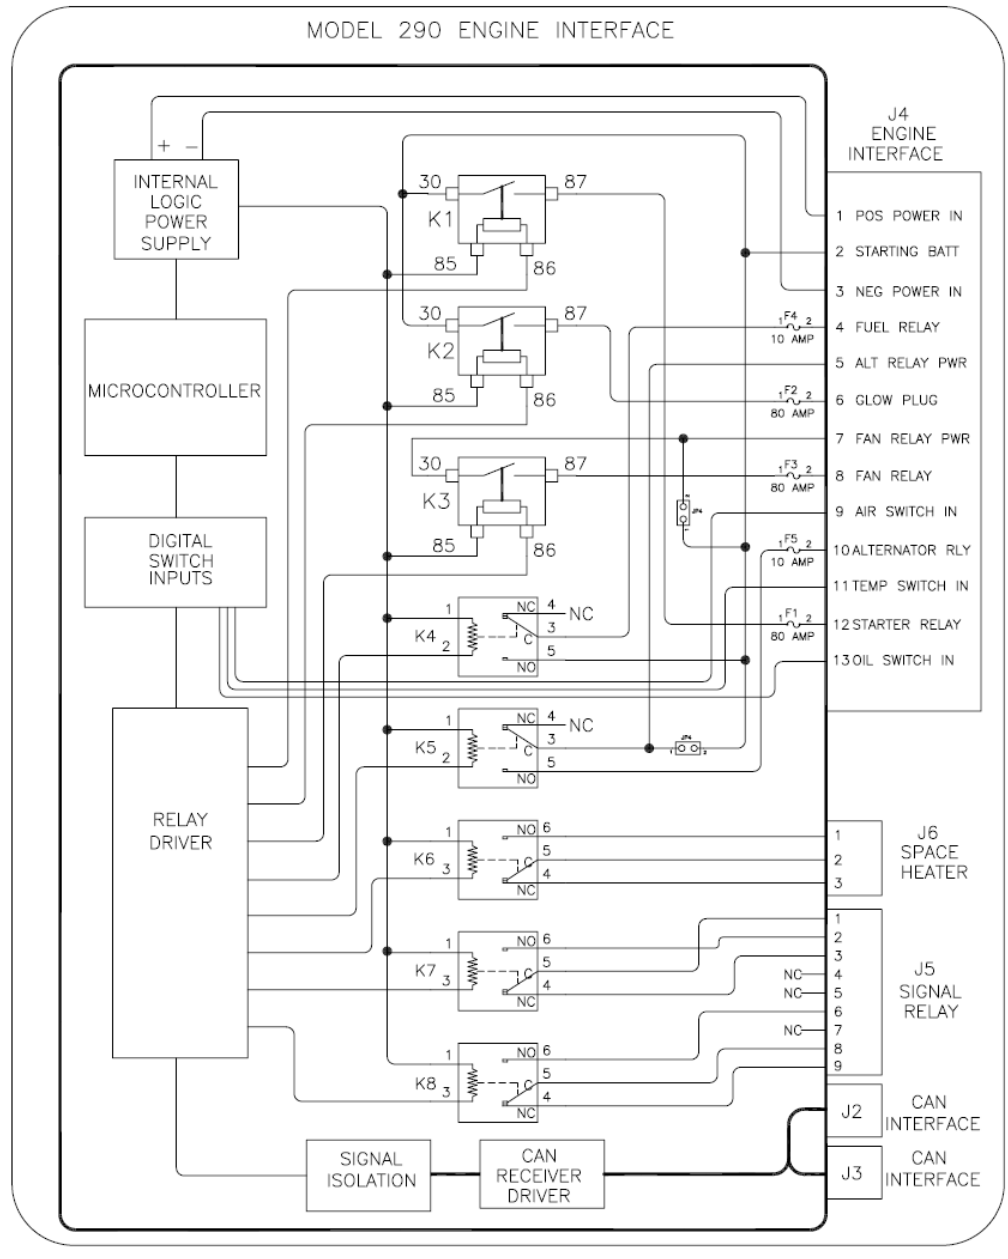 MODEL 290 ENGINE INTERFACE
J4
ENGINE
INTERFACE
+ −
INTERNAL
LOGIC
POWER
SUPPLY
MICROCONTROLLER
DIGITAL
SWITCH
INPUTS
RELAY
DRIVER
30
87
K1
85
86
30
87
K2
85
86
30
87
K3
85
86
1
K4
2
NC 4
NC
3
C
5
NO
1
K5
2
NC 4
NC
3
C
5
NO
1
K6
3
NO 6
5
C
4
NC
1
K7
3
NO 6
5
C
4
NC
1
K8
3
NO 6
5
C
4
NC
1 POS POWER IN
2 STARTING BATT
3 NEG POWER IN
1 F4 2
10 AMP
4 FUEL RELAY
5 ALT RELAY PWR
1 F2 2
80 AMP
6 GLOW PLUG
7 FAN RELAY PWR
1 F3 2
80 AMP
8 FAN RELAY
2
JP4
1
9 AIR SWITCH IN
1 F5 2
10 AMP
10 ALTERNATOR RLY
11 TEMP SWITCH IN
1 F1 2
80 AMP
12 STARTER RELAY
13 OIL SWITCH IN
JP4
1 2
1
2
3
J6
SPACE
HEATER
1
2
3
NC 4
NC 5
6
NC 7
8
9
J5
SIGNAL
RELAY
J2
CAN
INTERFACE
J3
CAN
INTERFACE
SIGNAL
ISOLATION
CAN
RECEIVER
DRIVER